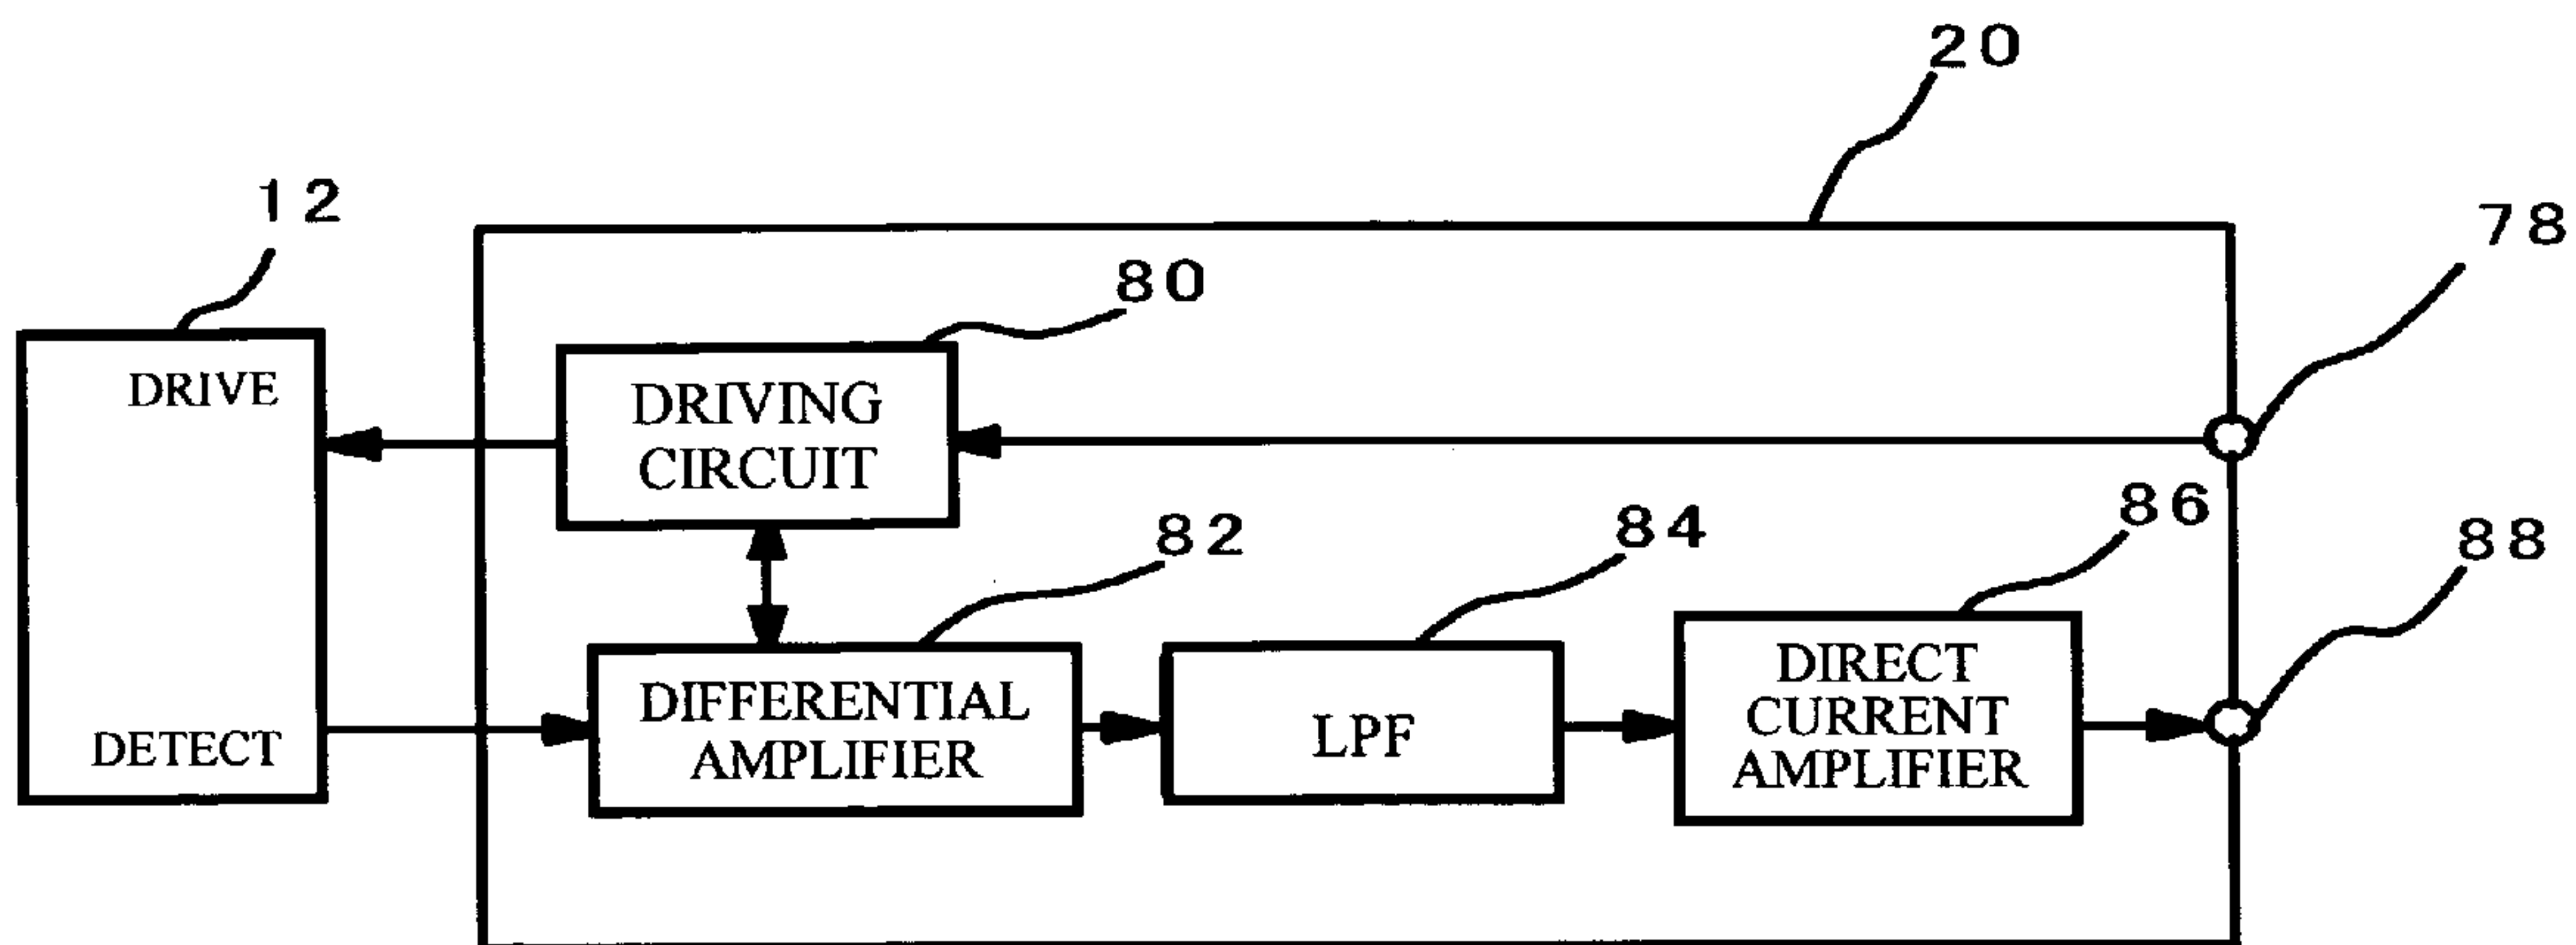 20
12
78
80
DRIVE
DRIVING
CIRCUIT
82
84
86
88
DETECT
DIFFERENTIAL
AMPLIFIER
LPF
DIRECT
CURRENT
AMPLIFIER